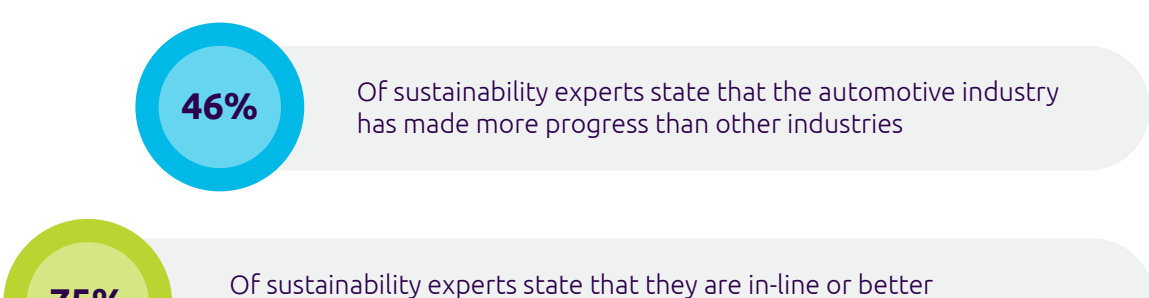 46%
Of sustainability experts state that the automotive industry
has made more progress than other industries
75%
Of sustainability experts state that they are in-line or better